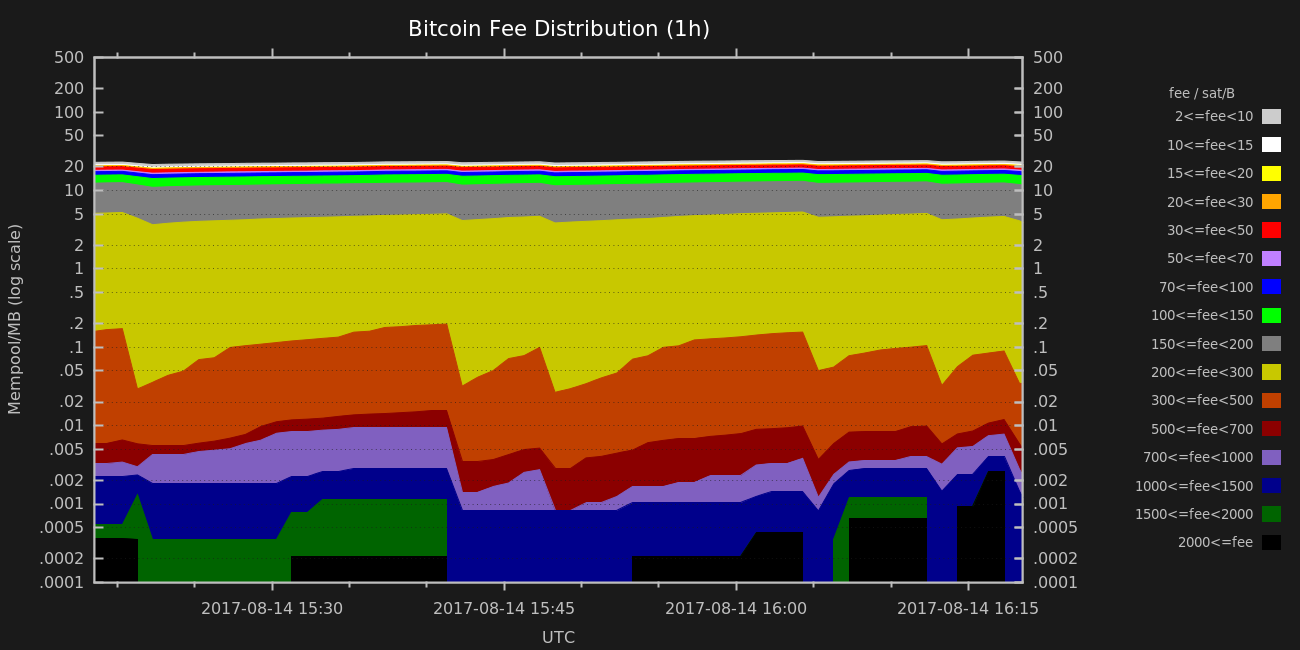 Bitcoin Fee Distribution (1h)
500 500
200 200
100 100
50 50
20 20
10 10
5 5
2 2
1 1
.5 .5
.2 .2
.1 .1
.05 .05
.02 .02
.01 .01
.005 .005
.002 .002
.001 .001
.0005 .0005
.0002 .0002
.0001 .0001
Mempool/MB (log scale)
2017-08-14 15:30 2017-08-14 15:45 2017-08-14 16:00 2017-08-14 16:15
UTC
fee / sat/B
2<=fee<10
10<=fee<15
15<=fee<20
20<=fee<30
30<=fee<50
50<=fee<70
70<=fee<100
100<=fee<150
150<=fee<200
200<=fee<300
300<=fee<500
500<=fee<700
700<=fee<1000
1000<=fee<1500
1500<=fee<2000
2000<=fee